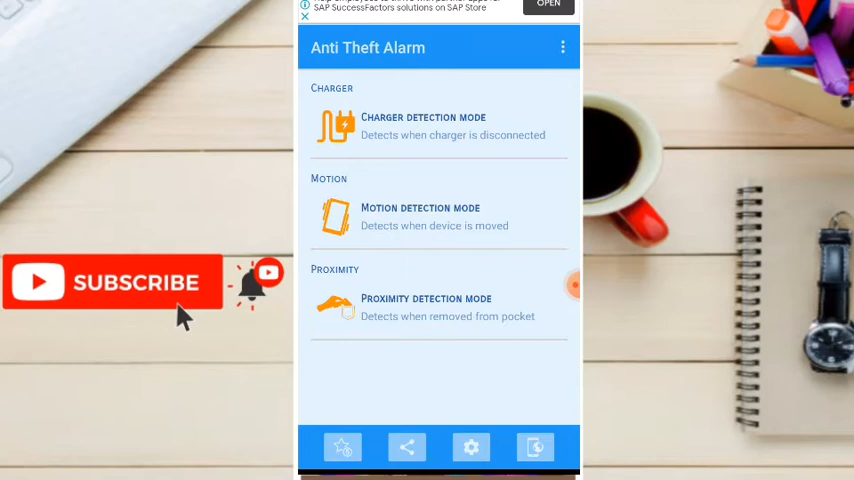 SAP SuccessFactors solutions on SAP Store
OPEN
Anti Theft Alarm
CHARGER
CHARGER DETECTION MODE
Detects when charger is disconnected
MOTION
MOTION DETECTION MODE
Detects when device is moved
PROXIMITY
PROXIMITY DETECTION MODE
Detects when removed from pocket
SUBSCRIBE